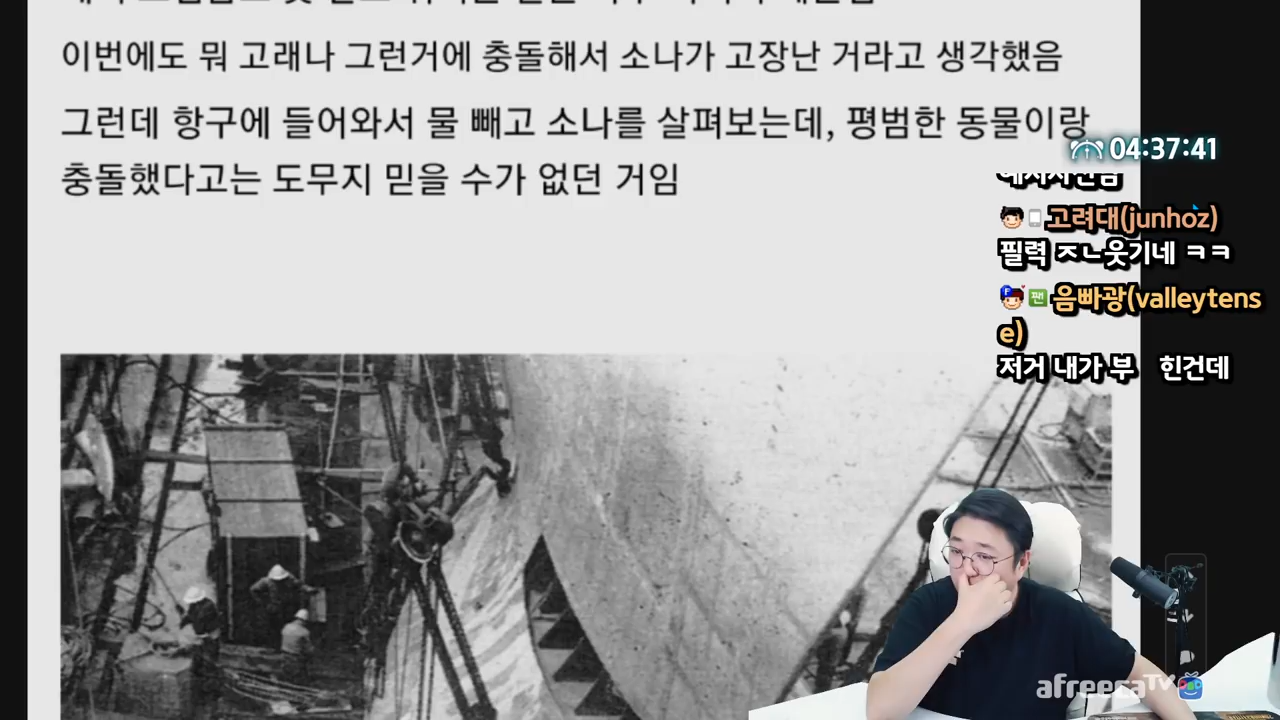 이번에도 뭐 고래나 그런거에 충돌해서 소나가 고장난 거라고 생각했음
그런데 항구에 들어와서 물 빼고 소나를 살펴보는데, 평범한 동물이랑
충돌했다고는 도무지 믿을 수가 없던 거임
04:37:41
고려대(junhoz)
필력 ㅈㄴ웃기네 ㅋㅋ
F 팬 음빠광(valleytens
e)
저거 내가 부 힌건데
afreecaTV